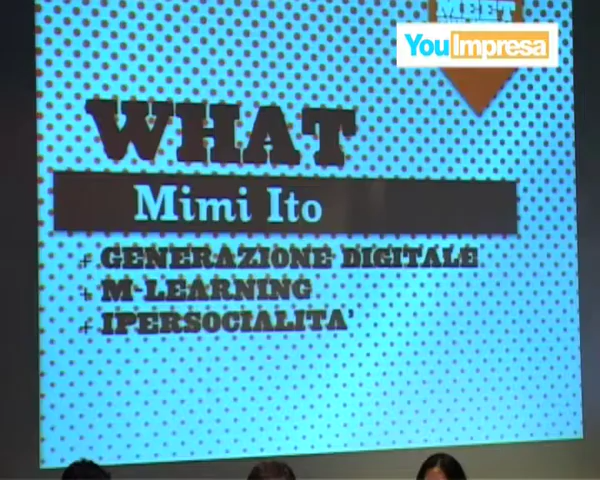 MEET
YouImpresa
WHAT
Mimi Ito
+ GENERAZIONE DIGITALE
+ M-LEARNING
+ IPERSOCIALITA'